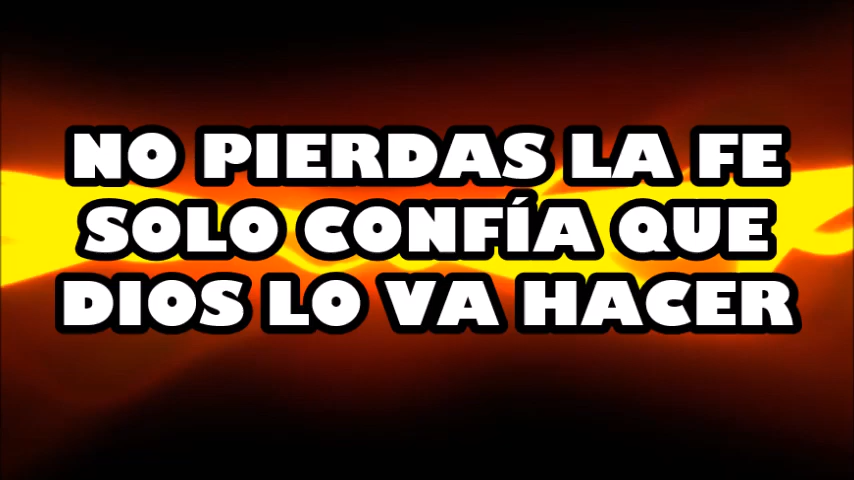 NO PIERDAS LA FE
SOLO CONFÍA QUE
DIOS LO VA HACER